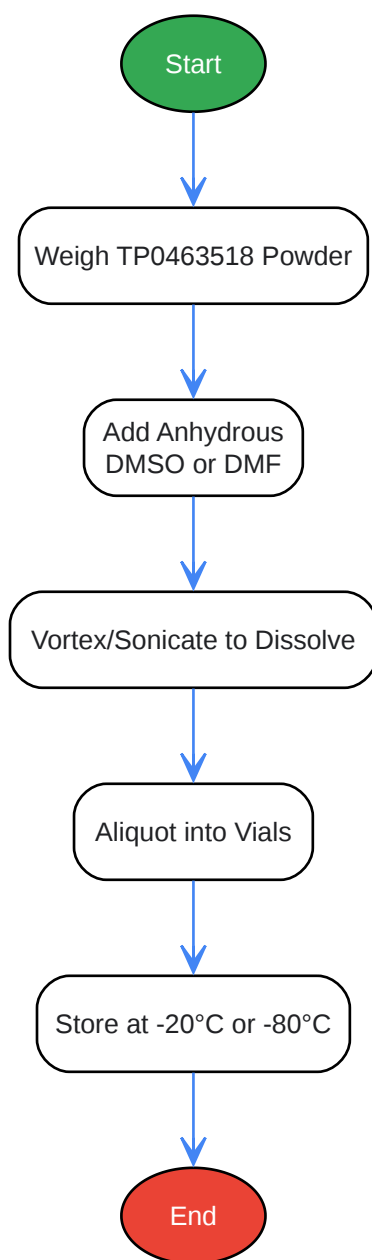 Start
Weigh TP0463518 Powder
Add Anhydrous
DMSO or DMF
Vortex/Sonicate to Dissolve
Aliquot into Vials
Store at -20°C or -80°C
End